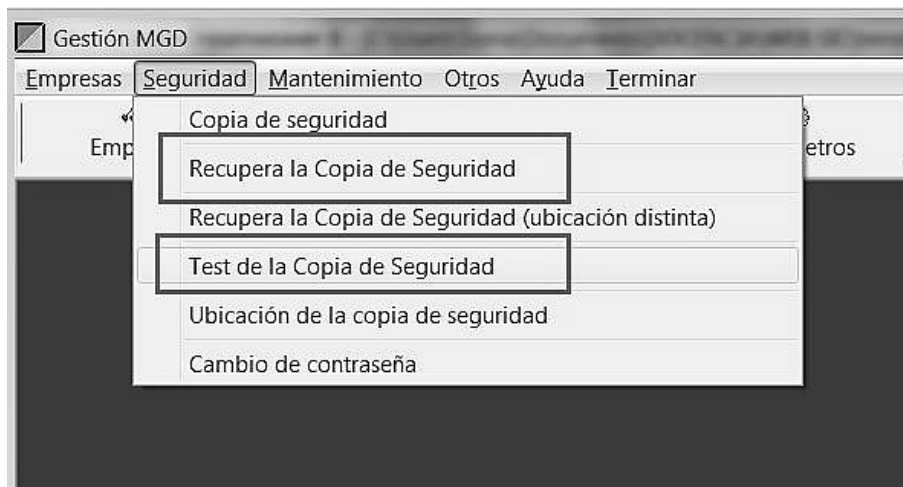 Gestión MGD
Empresas Seguridad Mantenimiento Otros Ayuda Terminar
Copia de seguridad
Emp etros
Recupera la Copia de Seguridad
Recupera la Copia de Seguridad (ubicación distinta)
Test de la Copia de Seguridad
Ubicación de la copia de seguridad
Cambio de contraseña